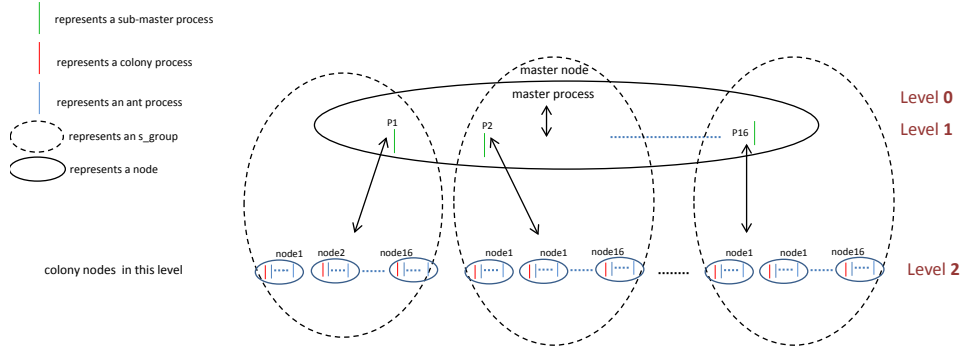 represents a sub-master process
represents a colony process
represents an ant process
represents an s_group
represents a node
master node
master process
Level 0
Level 1
P1
P2
P16
node1 node2 node16
node1 node1 node16
node1 node1 node16
colony nodes in this level
Level 2